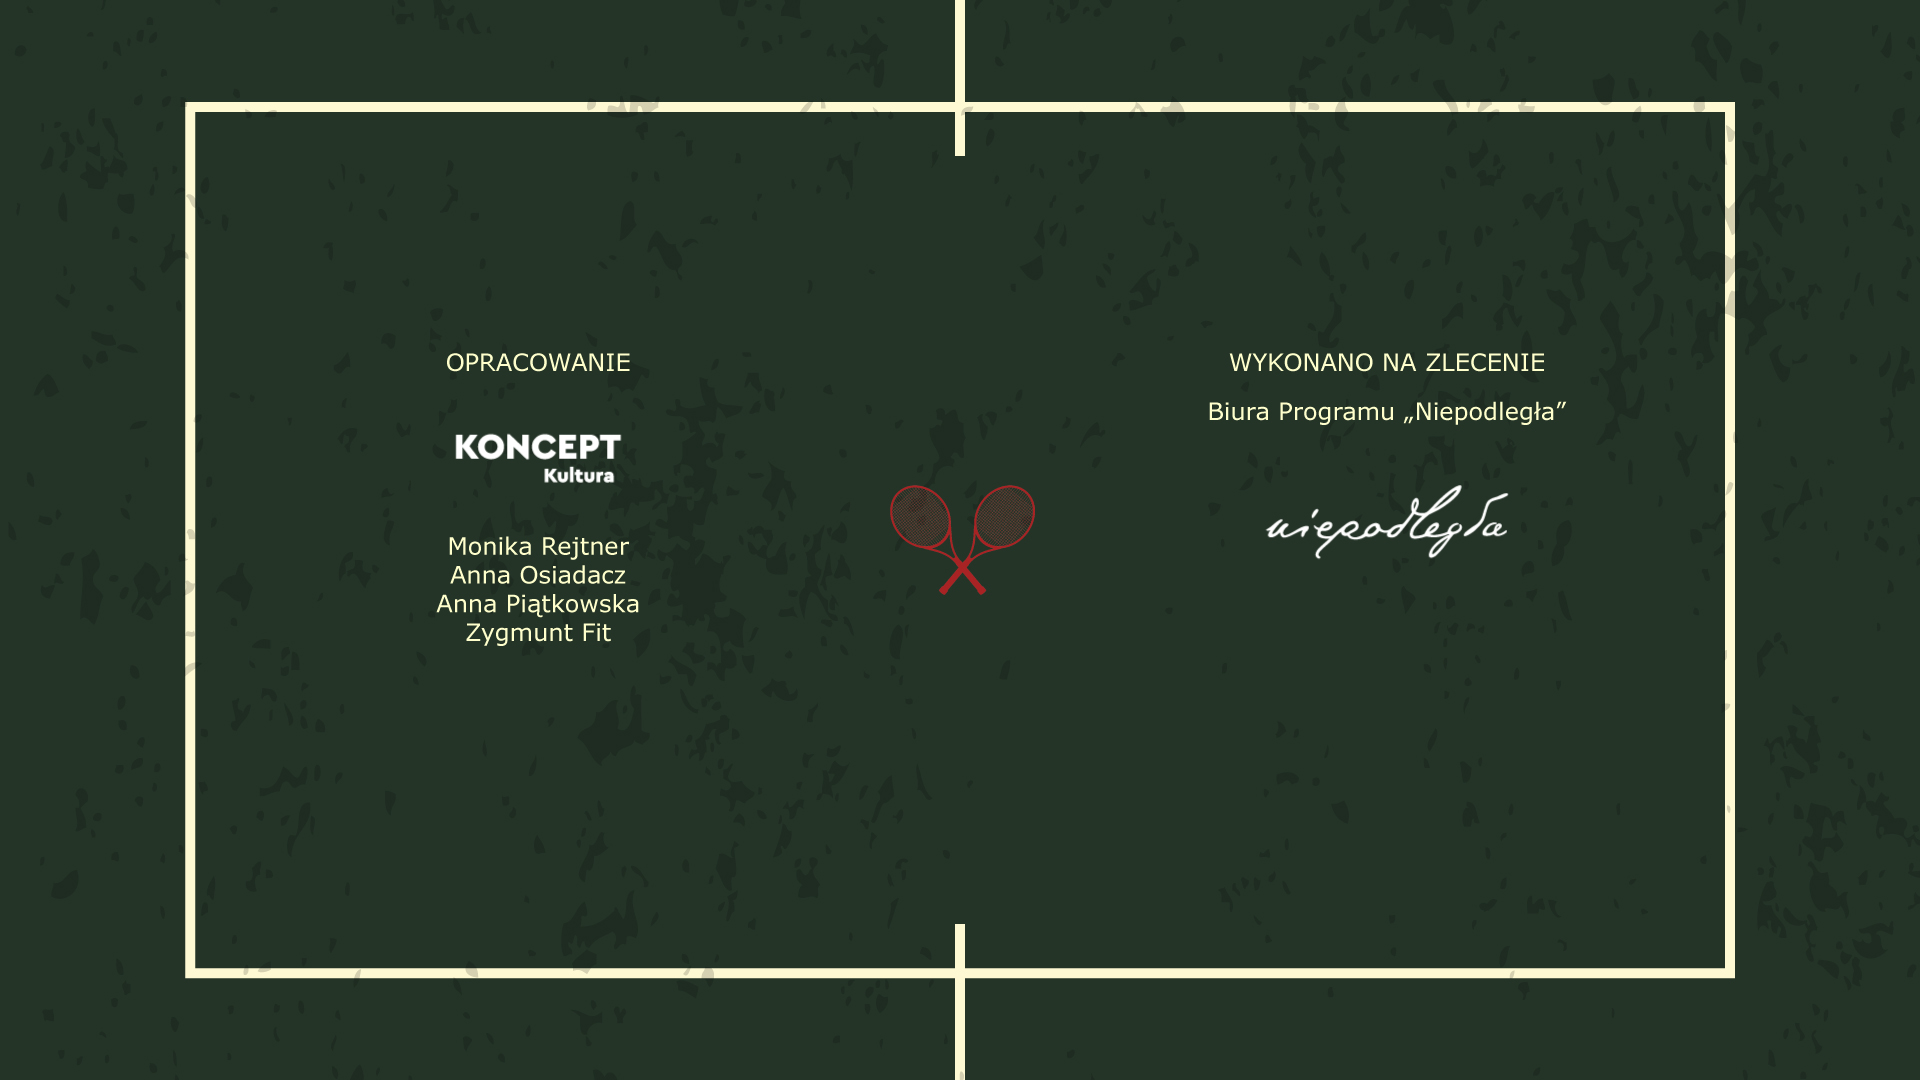 OPRACOWANIE
KONCEPT
Kultura
Monika Rejtner
Anna Osiadacz
Anna Piątkowska
Zygmunt Fit
WYKONANO NA ZLECENIE
Biura Programu „Niepodległa”
niepodległa